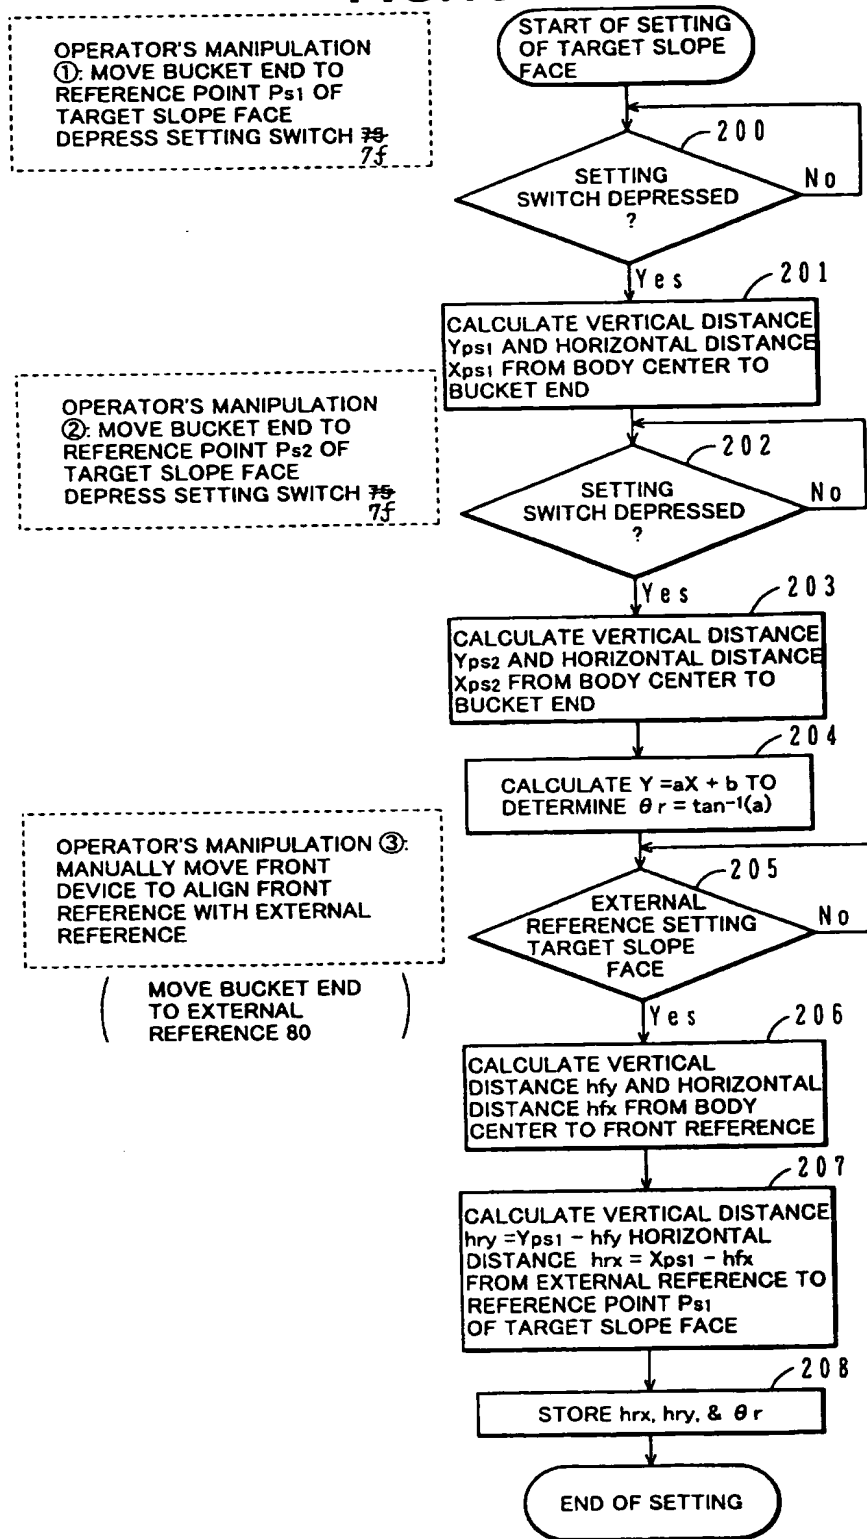 START OF SETTING
OF TARGET SLOPE
FACE
OPERATOR'S MANIPULATION
①: MOVE BUCKET END TO
REFERENCE POINT Ps1 OF
TARGET SLOPE FACE
DEPRESS SETTING SWITCH 75
7f
200
SETTING
SWITCH DEPRESSED
?
No
Yes
201
CALCULATE VERTICAL DISTANCE
Yps1 AND HORIZONTAL DISTANCE
Xps1 FROM BODY CENTER TO
BUCKET END
OPERATOR'S MANIPULATION
②: MOVE BUCKET END TO
REFERENCE POINT Ps2 OF
TARGET SLOPE FACE
DEPRESS SETTING SWITCH 75
7f
202
SETTING
SWITCH DEPRESSED
?
No
Yes
203
CALCULATE VERTICAL DISTANCE
Yps2 AND HORIZONTAL DISTANCE
Xps2 FROM BODY CENTER TO
BUCKET END
204
CALCULATE Y =aX + b TO
DETERMINE θr = tan⁻¹(a)
OPERATOR'S MANIPULATION ③:
MANUALLY MOVE FRONT
DEVICE TO ALIGN FRONT
REFERENCE WITH EXTERNAL
REFERENCE
( MOVE BUCKET END
TO EXTERNAL
REFERENCE 80 )
205
EXTERNAL
REFERENCE SETTING
TARGET SLOPE
FACE
No
Yes
206
CALCULATE VERTICAL
DISTANCE hfy AND HORIZONTAL
DISTANCE hfx FROM BODY
CENTER TO FRONT REFERENCE
207
CALCULATE VERTICAL DISTANCE
hry =Yps1 - hfy HORIZONTAL
DISTANCE hrx = Xps1 - hfx
FROM EXTERNAL REFERENCE TO
REFERENCE POINT Ps1
OF TARGET SLOPE FACE
208
STORE hrx, hry, & θr
END OF SETTING